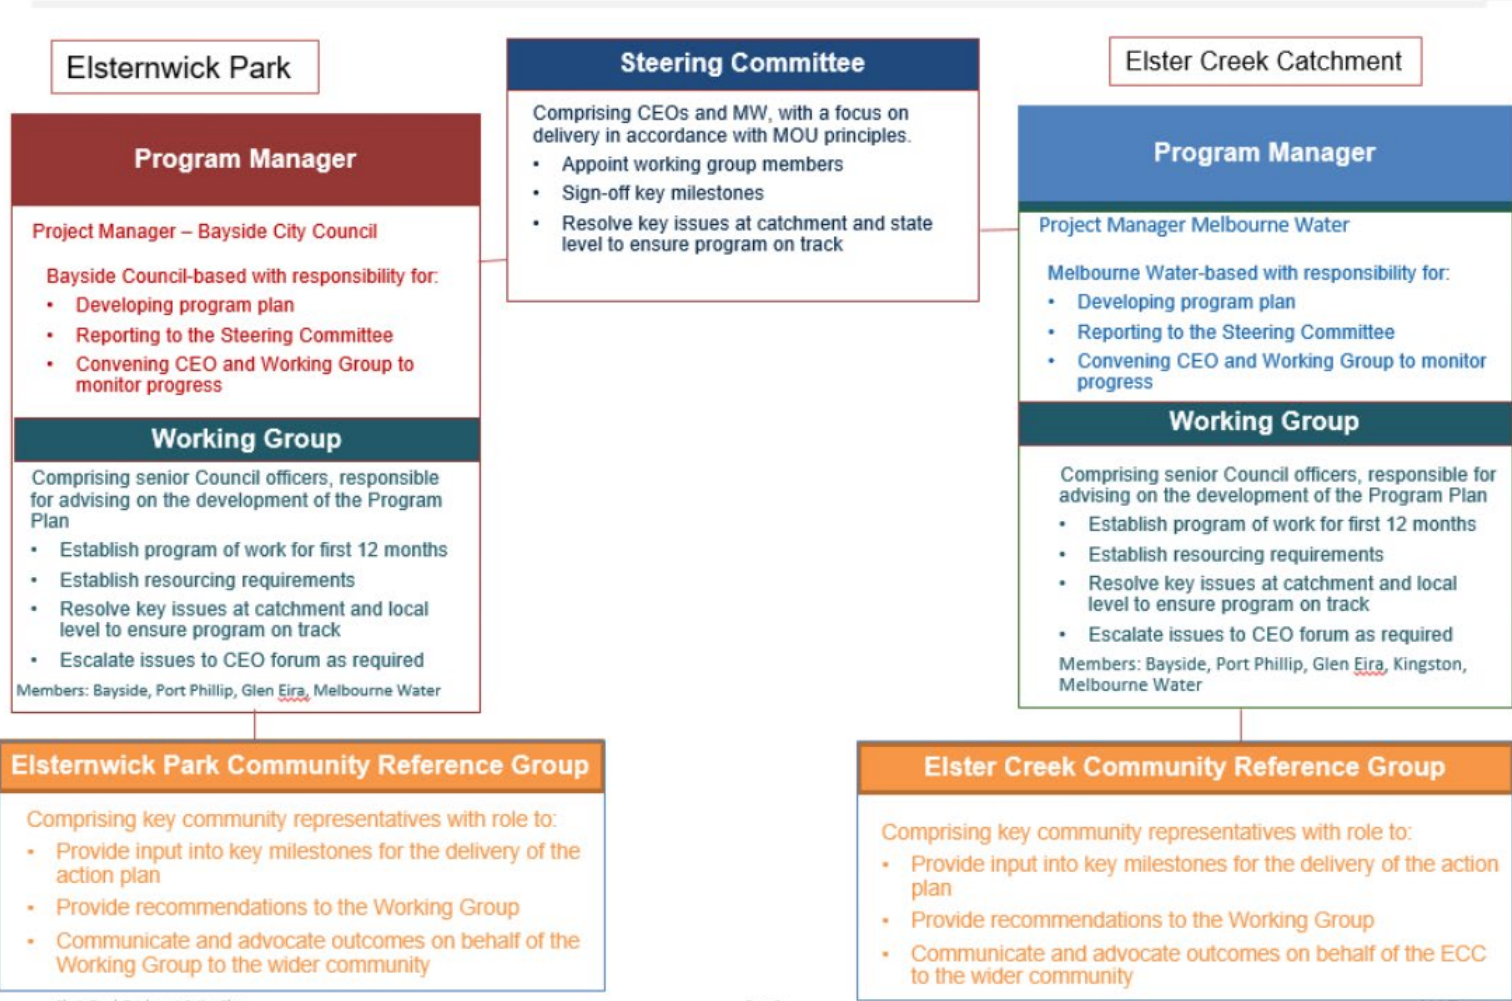 Elsternwick Park
Program Manager
Project Manager – Bayside City Council
Bayside Council-based with responsibility for:
• Developing program plan
• Reporting to the Steering Committee
• Convening CEO and Working Group to
monitor progress
Working Group
Comprising senior Council officers, responsible
for advising on the development of the Program
Plan
• Establish program of work for first 12 months
• Establish resourcing requirements
• Resolve key issues at catchment and local
level to ensure program on track
• Escalate issues to CEO forum as required
Members: Bayside, Port Phillip, Glen Eira, Melbourne Water
Elsternwick Park Community Reference Group
Comprising key community representatives with role to:
• Provide input into key milestones for the delivery of the
action plan
• Provide recommendations to the Working Group
• Communicate and advocate outcomes on behalf of the
Working Group to the wider community
Steering Committee
Comprising CEOs and MW, with a focus on
delivery in accordance with MOU principles.
• Appoint working group members
• Sign-off key milestones
• Resolve key issues at catchment and state
level to ensure program on track
Elster Creek Catchment
Program Manager
Project Manager Melbourne Water
Melbourne Water-based with responsibility for:
• Developing program plan
• Reporting to the Steering Committee
• Convening CEO and Working Group to monitor
progress
Working Group
Comprising senior Council officers, responsible for
advising on the development of the Program Plan
• Establish program of work for first 12 months
• Establish resourcing requirements
• Resolve key issues at catchment and local
level to ensure program on track
• Escalate issues to CEO forum as required
Members: Bayside, Port Phillip, Glen Eira, Kingston,
Melbourne Water
Elster Creek Community Reference Group
Comprising key community representatives with role to:
• Provide input into key milestones for the delivery of the action
plan
• Provide recommendations to the Working Group
• Communicate and advocate outcomes on behalf of the ECC
to the wider community